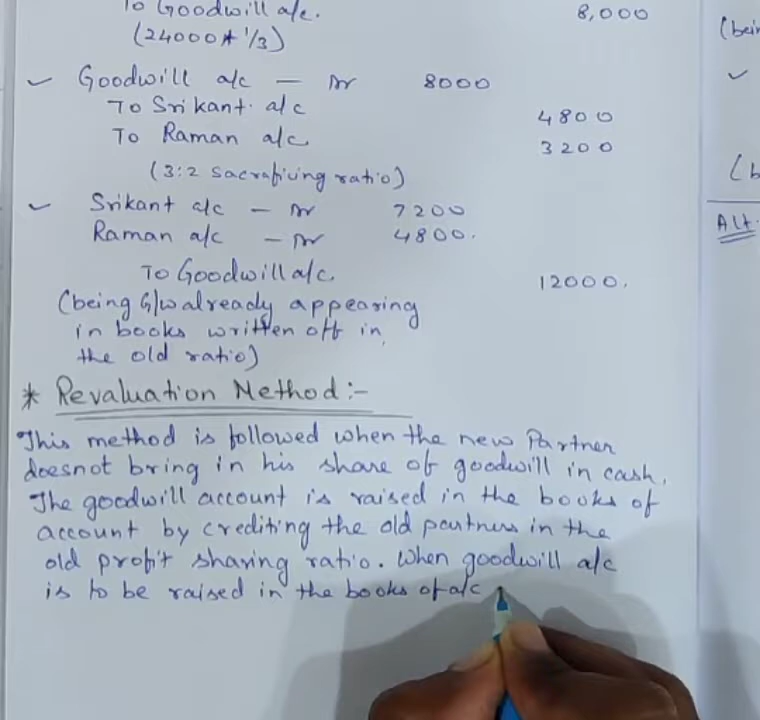 To Goodwill a/c. 8,000
(24000 * 1/3)
Goodwill a/c — Dr 8000
To Srikant a/c 4800
To Raman a/c 3200
(3:2 sacrafiving ratio)
Srikant a/c — Dr 7200
Raman a/c — Dr 4800.
To Goodwill a/c. 12000.
(being G/w already appearing
in books written off in
the old ratio)
* Revaluation Method :-
This method is followed when the new Partner
doesnot bring in his share of goodwill in cash.
The goodwill account is raised in the books of
account by crediting the old partners in the
old profit sharing ratio. When goodwill a/c
is to be raised in the books of a/c
(bein
(b
Alt.